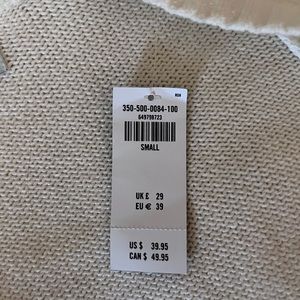 350-500-0084-100
649798723
SMALL
UK £ 29
EU € 39
US $ 39.95
CAN $ 49.95